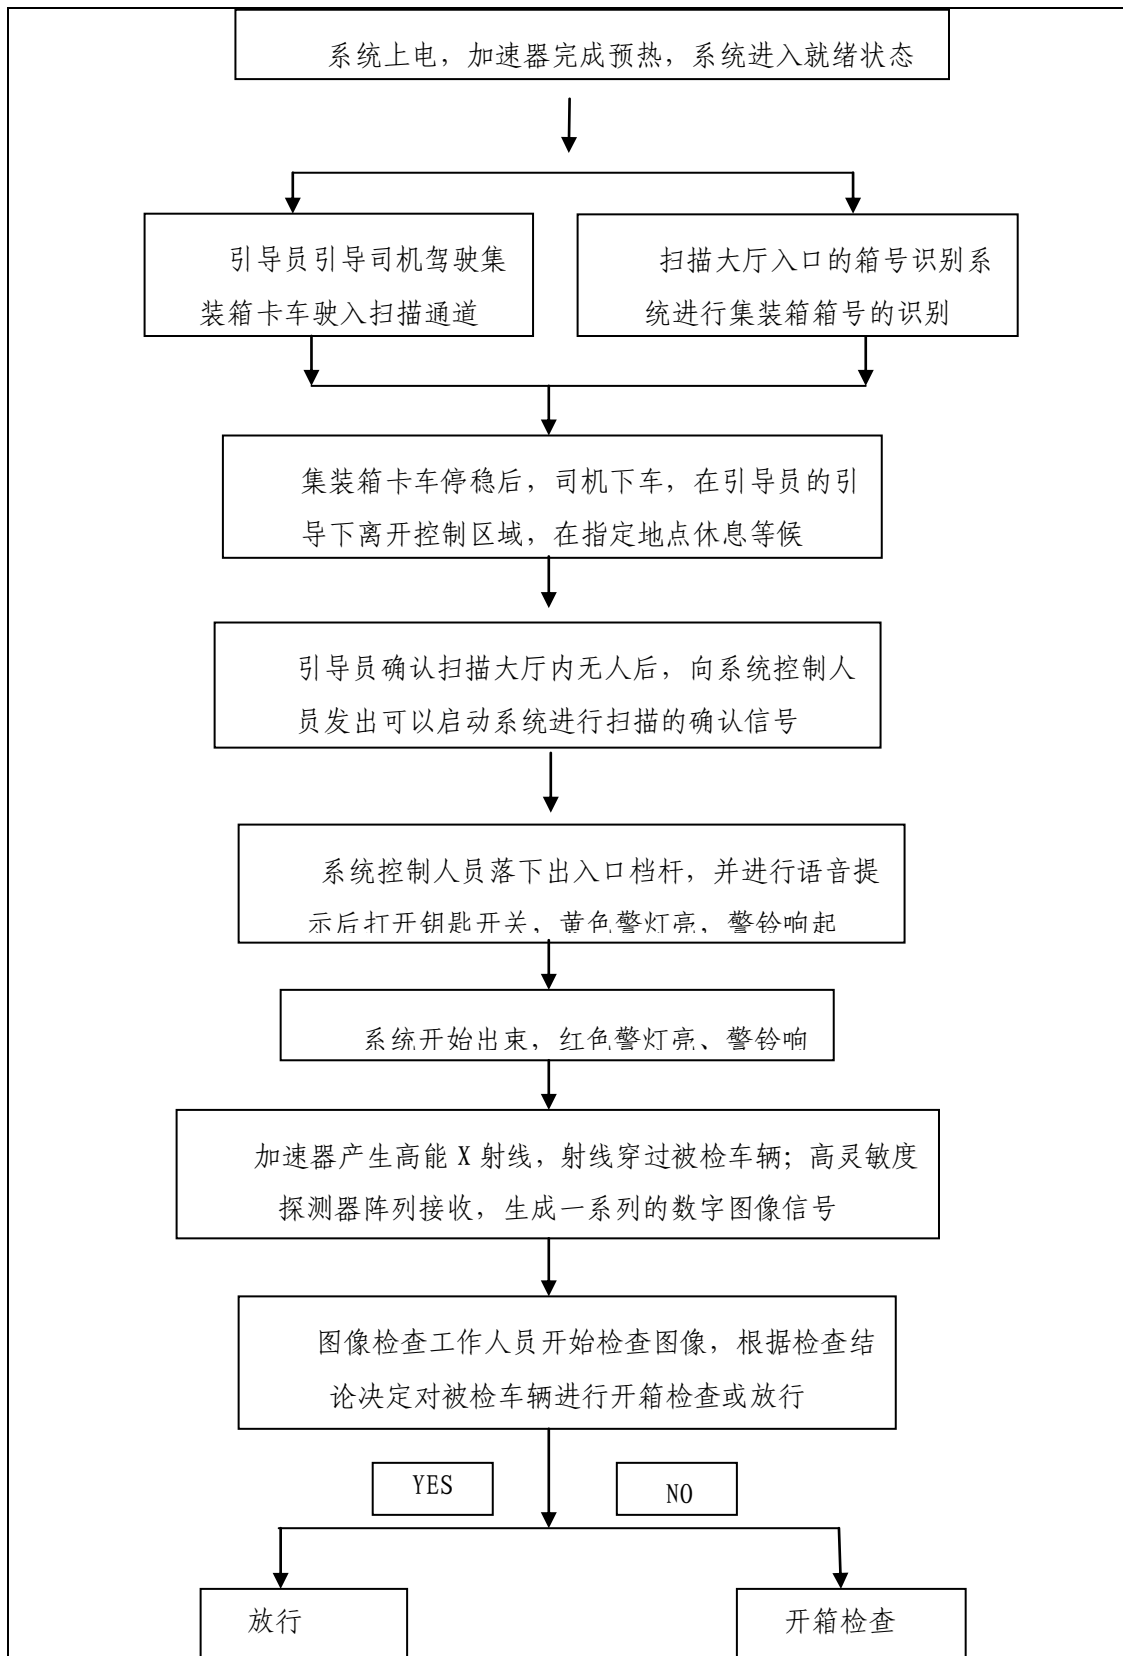 系统上电，加速器完成预热，系统进入就绪状态
引导员引导司机驾驶集
装箱卡车驶入扫描通道
扫描大厅入口的箱号识别系
统进行集装箱箱号的识别
集装箱卡车停稳后，司机下车，在引导员的引
导下离开控制区域，在指定地点休息等候
引导员确认扫描大厅内无人后，向系统控制人
员发出可以启动系统进行扫描的确认信号
系统控制人员落下出入口档杆，并进行语音提
示后打开钥匙开关，黄色警灯亮，警铃响起
系统开始出束，红色警灯亮、警铃响
加速器产生高能 X 射线，射线穿过被检车辆；高灵敏度
探测器阵列接收，生成一系列的数字图像信号
图像检查工作人员开始检查图像，根据检查结
论决定对被检车辆进行开箱检查或放行
YES
NO
放行
开箱检查